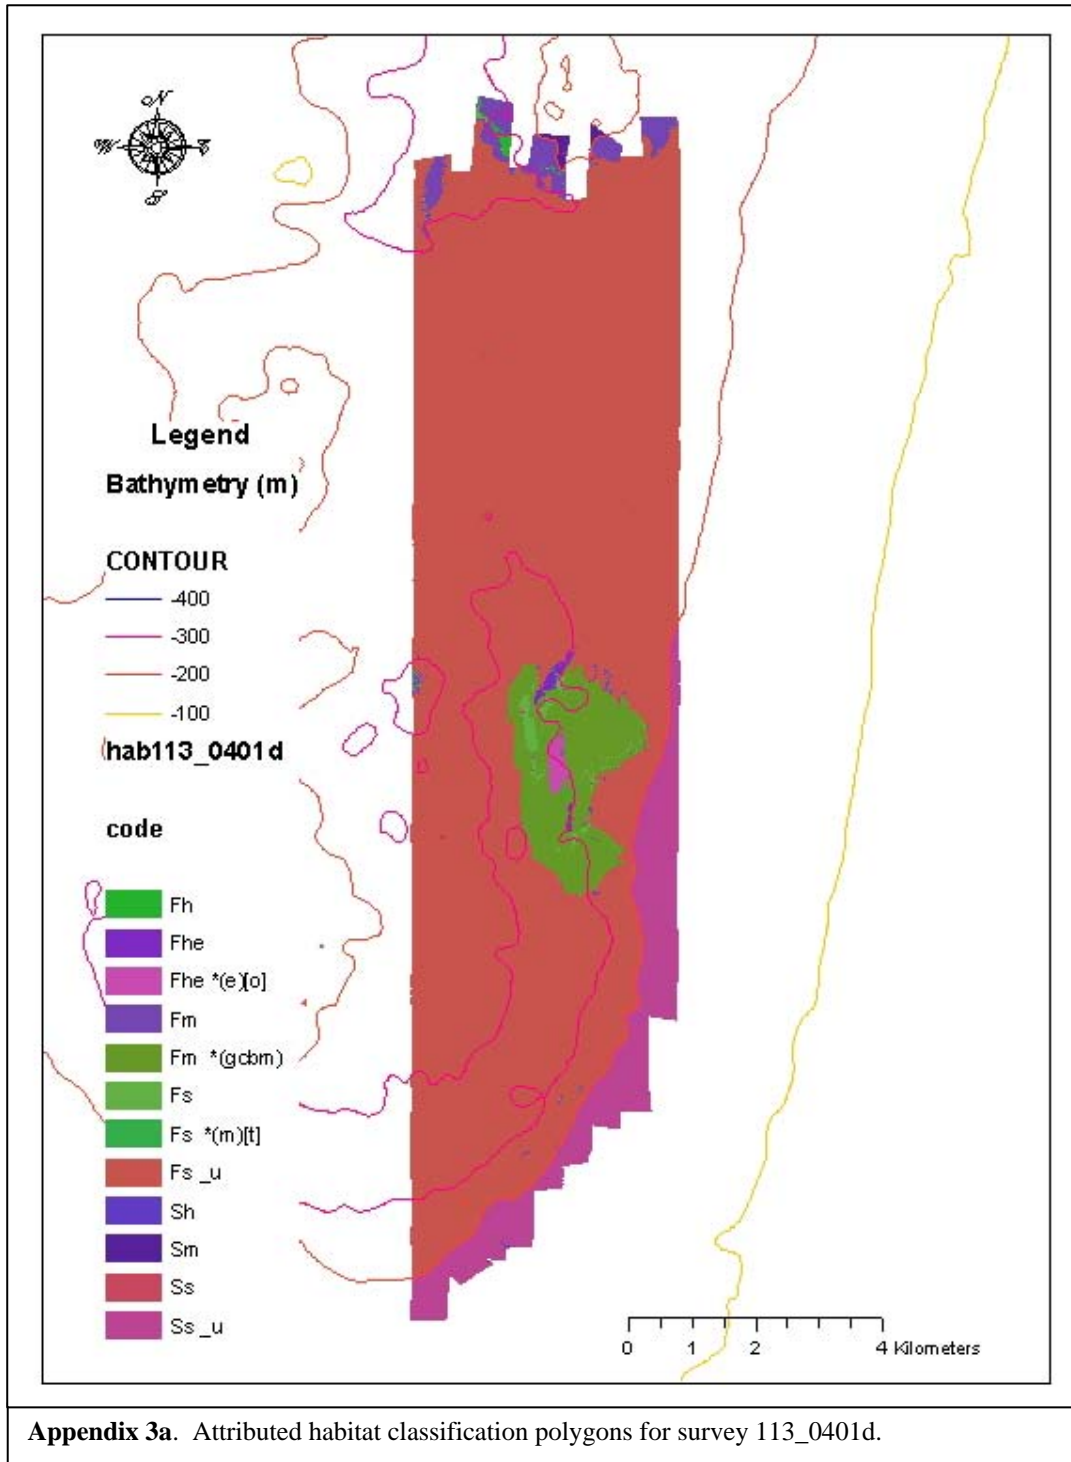 N
W
E
S
Legend
Bathymetry (m)
CONTOUR
-400
-300
-200
-100
hab113_0401d
code
Fh
Fhe
Fhe *(e)[o]
Fm
Fm *(gcbm)
Fs
Fs *(m)[t]
Fs _u
Sh
Sm
Ss
Ss _u
0 1 2 4 Kilometers
Appendix 3a. Attributed habitat classification polygons for survey 113_0401d.